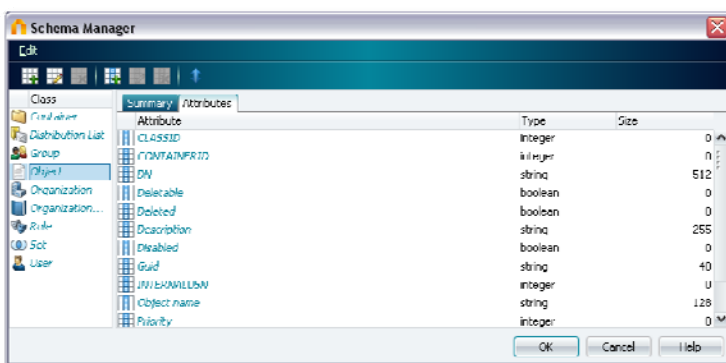 Schema Manager
Edit
Class
Container
Distribution List
Group
Object
Organization
Organization...
Role
Set
User
Summary Attributes
Attribute Type Size
CLASSID integer 0
CONTAINERID integer 0
DN string 512
Deletable boolean 0
Deleted boolean 0
Description string 255
Disabled boolean 0
Guid string 40
INTERNALUSN integer 0
Object name string 128
Priority integer 0
OK Cancel Help